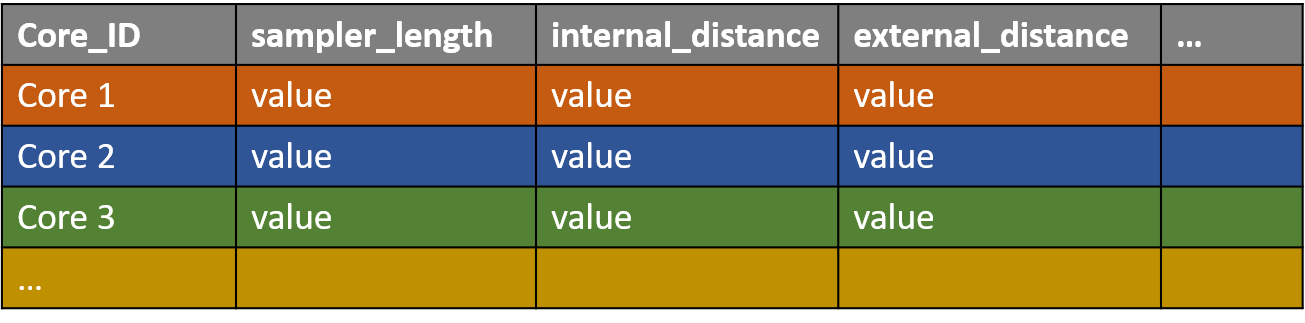 Core_ID sampler_length internal_distance external_distance ...
Core 1 value value value
Core 2 value value value
Core 3 value value value
...